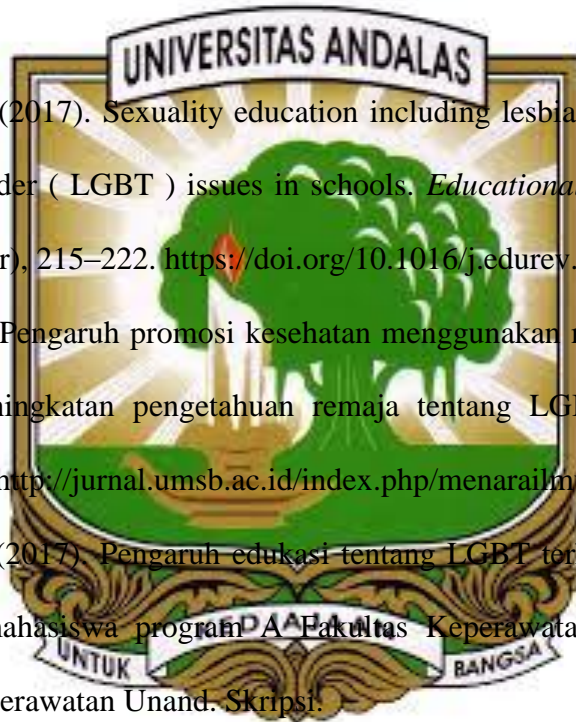 UNIVERSITAS ANDALAS
(2017). Sexuality education including lesbia
der ( LGBT ) issues in schools. Educationa
r), 215–222. https://doi.org/10.1016/j.edurev.
Pengaruh promosi kesehatan menggunakan
ningkatan pengetahuan remaja tentang LG
http://jurnal.umsb.ac.id/index.php/menarailm
(2017). Pengaruh edukasi tentang LGBT ter
mahasiswa program A Fakultas Keperawata
UNTUK BANGSA
erawatan Unand. Skripsi.